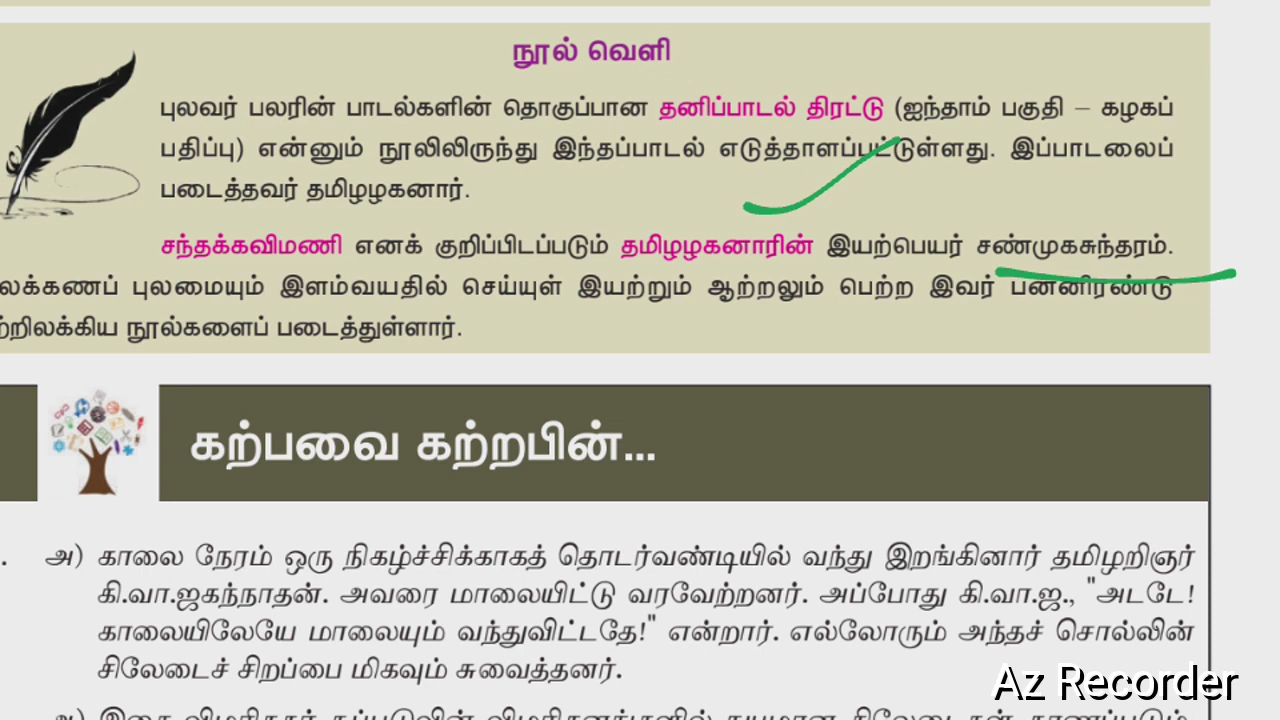 நூல் வெளி
புலவர் பலரின் பாடல்களின் தொகுப்பான தனிப்பாடல் திரட்டு (ஐந்தாம் பகுதி – கழகப்
பதிப்பு) என்னும் நூலிலிருந்து இந்தப்பாடல் எடுத்தாளப்பட்டுள்ளது. இப்பாடலைப்
படைத்தவர் தமிழழகனார்.
சந்தக்கவிமணி எனக் குறிப்பிடப்படும் தமிழழகனாரின் இயற்பெயர் சண்முகசுந்தரம்.
லக்கணப் புலமையும் இளம்வயதில் செய்யுள் இயற்றும் ஆற்றலும் பெற்ற இவர் பன்னிரண்டு
ற்றிலக்கிய நூல்களைப் படைத்துள்ளார்.
கற்பவை கற்றபின்...
அ) காலை நேரம் ஒரு நிகழ்ச்சிக்காகத் தொடர்வண்டியில் வந்து இறங்கினார் தமிழறிஞர்
கி.வா.ஜகந்நாதன். அவரை மாலையிட்டு வரவேற்றனர். அப்போது கி.வா.ஜ., "அடடே!
காலையிலேயே மாலையும் வந்துவிட்டதே!" என்றார். எல்லோரும் அந்தச் சொல்லின்
சிலேடைச் சிறப்பை மிகவும் சுவைத்தனர்.
Az Recorder